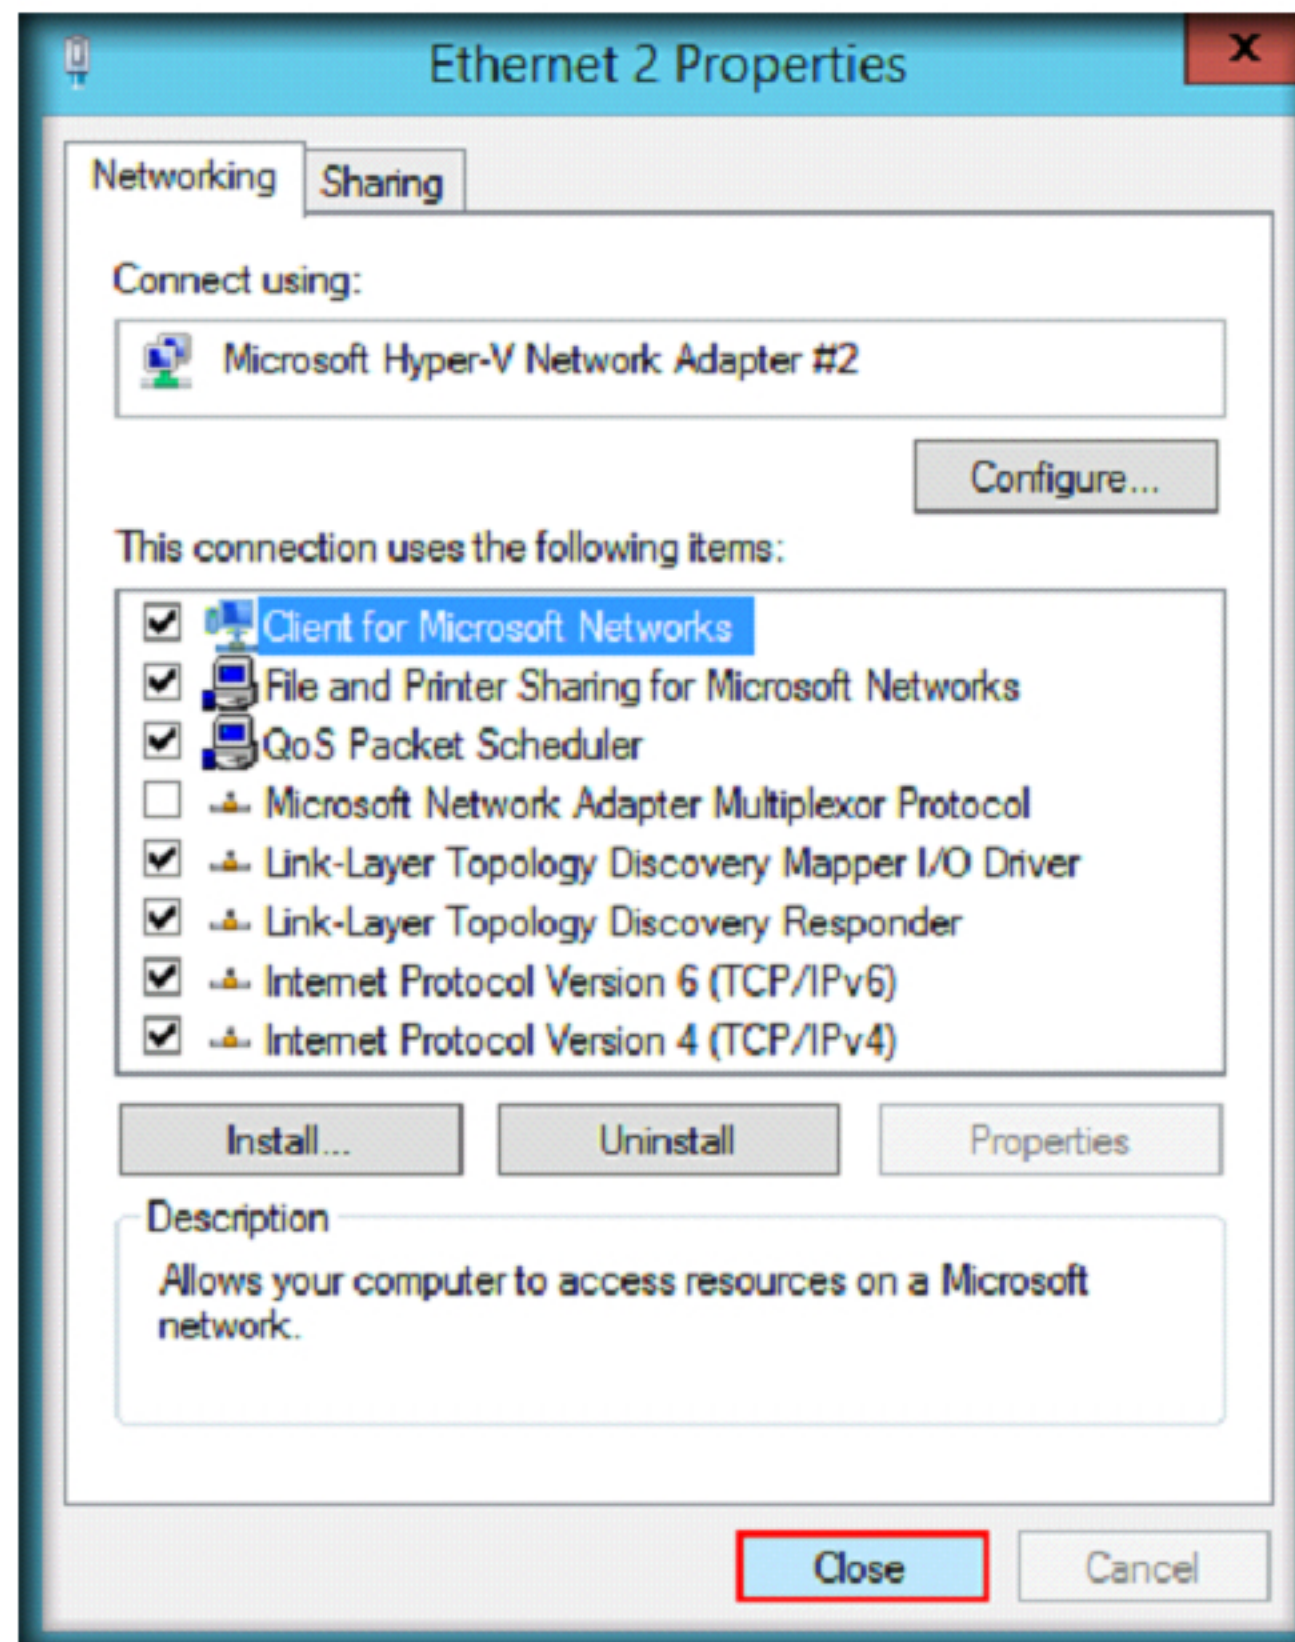 Ethernet 2 Properties
x
Networking
Sharing
Connect using:
Microsoft Hyper-V Network Adapter #2
Configure...
This connection uses the following items:
Client for Microsoft Networks
File and Printer Sharing for Microsoft Networks
QoS Packet Scheduler
Microsoft Network Adapter Multiplexor Protocol
Link-Layer Topology Discovery Mapper I/O Driver
Link-Layer Topology Discovery Responder
Internet Protocol Version 6 (TCP/IPv6)
Internet Protocol Version 4 (TCP/IPv4)
Install...
Uninstall
Properties
Description
Allows your computer to access resources on a Microsoft
network.
Close
Cancel